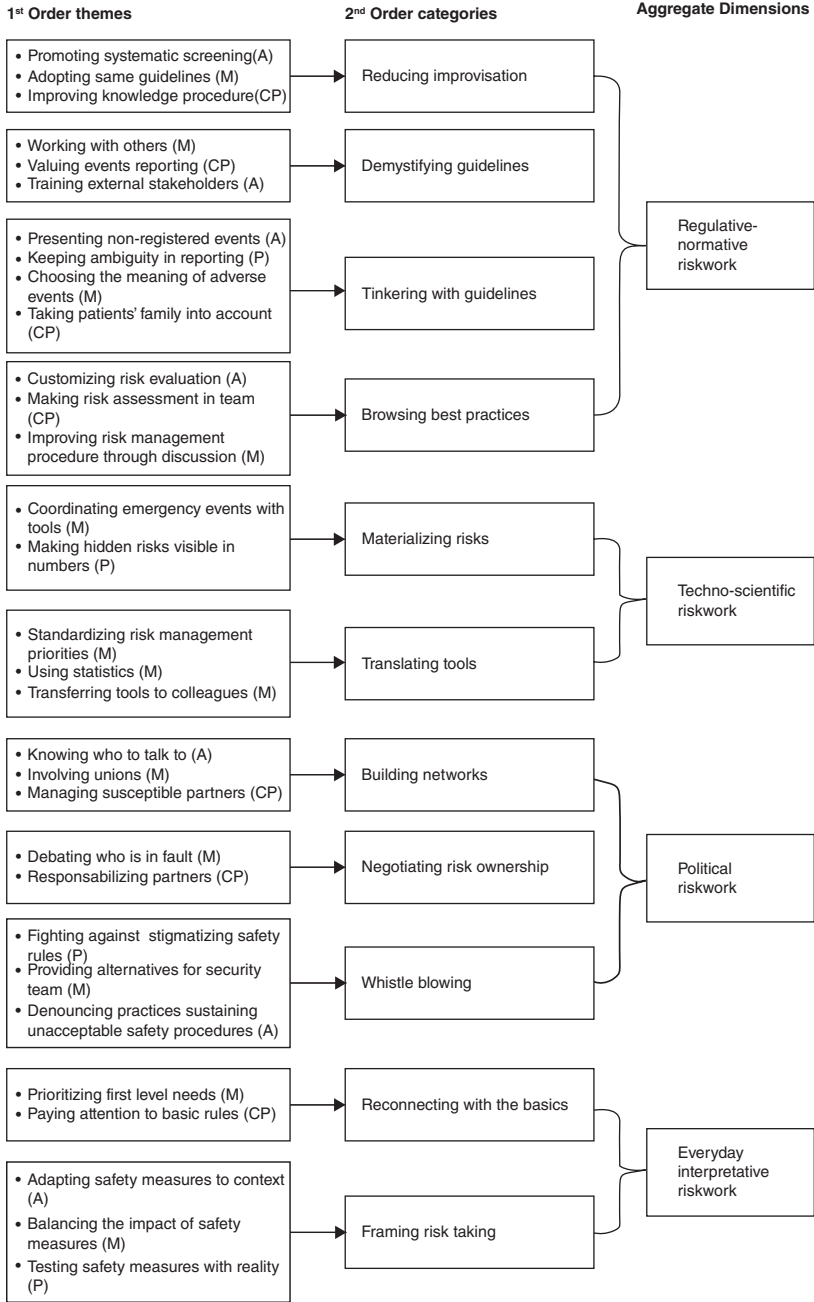 1st Order themes
2nd Order categories
Aggregate Dimensions
• Promoting systematic screening(A)
• Adopting same guidelines (M)
• Improving knowledge procedure(CP)
Reducing improvisation
• Working with others (M)
• Valuing events reporting (CP)
• Training external stakeholders (A)
Demystifying guidelines
• Presenting non-registered events (A)
• Keeping ambiguity in reporting (P)
• Choosing the meaning of adverse
events (M)
• Taking patients' family into account
(CP)
Tinkering with guidelines
• Customizing risk evaluation (A)
• Making risk assessment in team
(CP)
• Improving risk management
procedure through discussion (M)
Browsing best practices
Regulative-
normative
riskwork
• Coordinating emergency events with
tools (M)
• Making hidden risks visible in
numbers (P)
Materializing risks
• Standardizing risk management
priorities (M)
• Using statistics (M)
• Transferring tools to colleagues (M)
Translating tools
Techno-scientific
riskwork
• Knowing who to talk to (A)
• Involving unions (M)
• Managing susceptible partners (CP)
Building networks
• Debating who is in fault (M)
• Responsabilizing partners (CP)
Negotiating risk ownership
• Fighting against stigmatizing safety
rules (P)
• Providing alternatives for security
team (M)
• Denouncing practices sustaining
unacceptable safety procedures (A)
Whistle blowing
Political
riskwork
• Prioritizing first level needs (M)
• Paying attention to basic rules (CP)
Reconnecting with the basics
• Adapting safety measures to context
(A)
• Balancing the impact of safety
measures (M)
• Testing safety measures with reality
(P)
Framing risk taking
Everyday
interpretative
riskwork